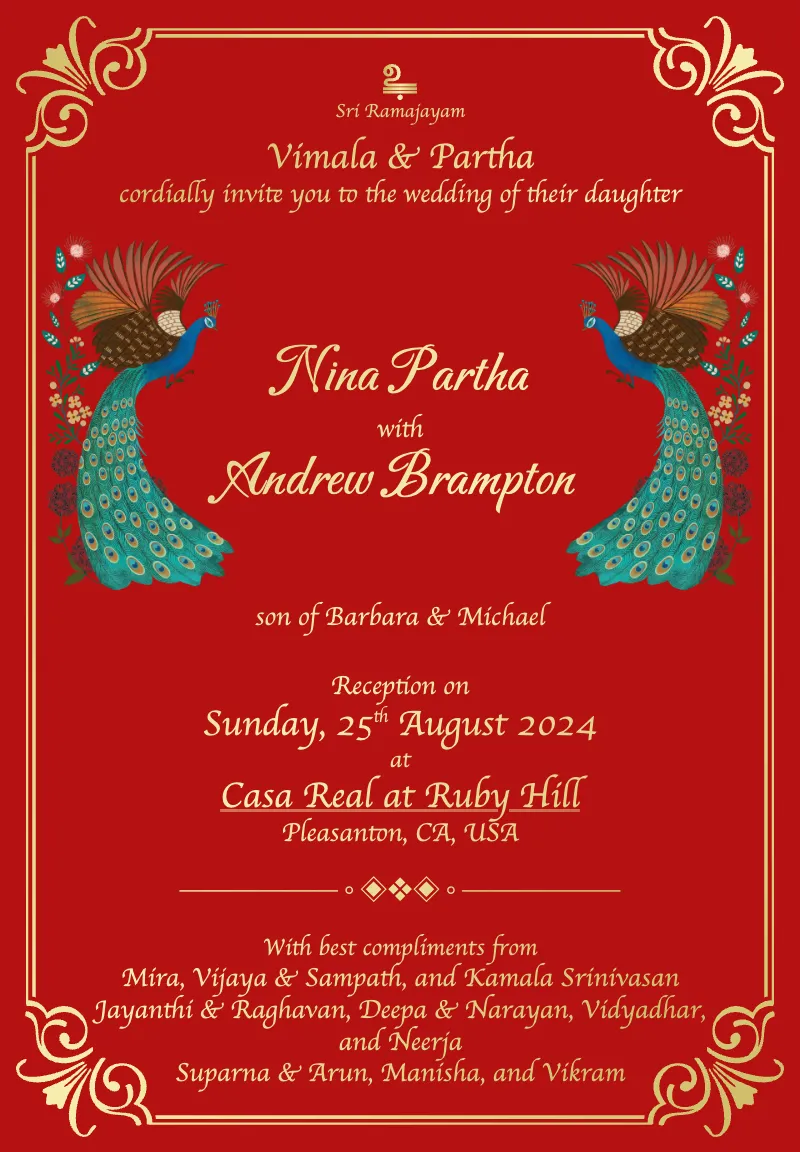 உ
Sri Ramajayam
Vimala & Partha
cordially invite you to the wedding of their daughter
Nina Partha
with
Andrew Brampton
son of Barbara & Michael
Reception on
Sunday, 25th August 2024
at
Casa Real at Ruby Hill
Pleasanton, CA, USA
With best compliments from
Mira, Vijaya & Sampath, and Kamala Srinivasan
Jayanthi & Raghavan, Deepa & Narayan, Vidyadhar,
and Neerja
Suparna & Arun, Manisha, and Vikram